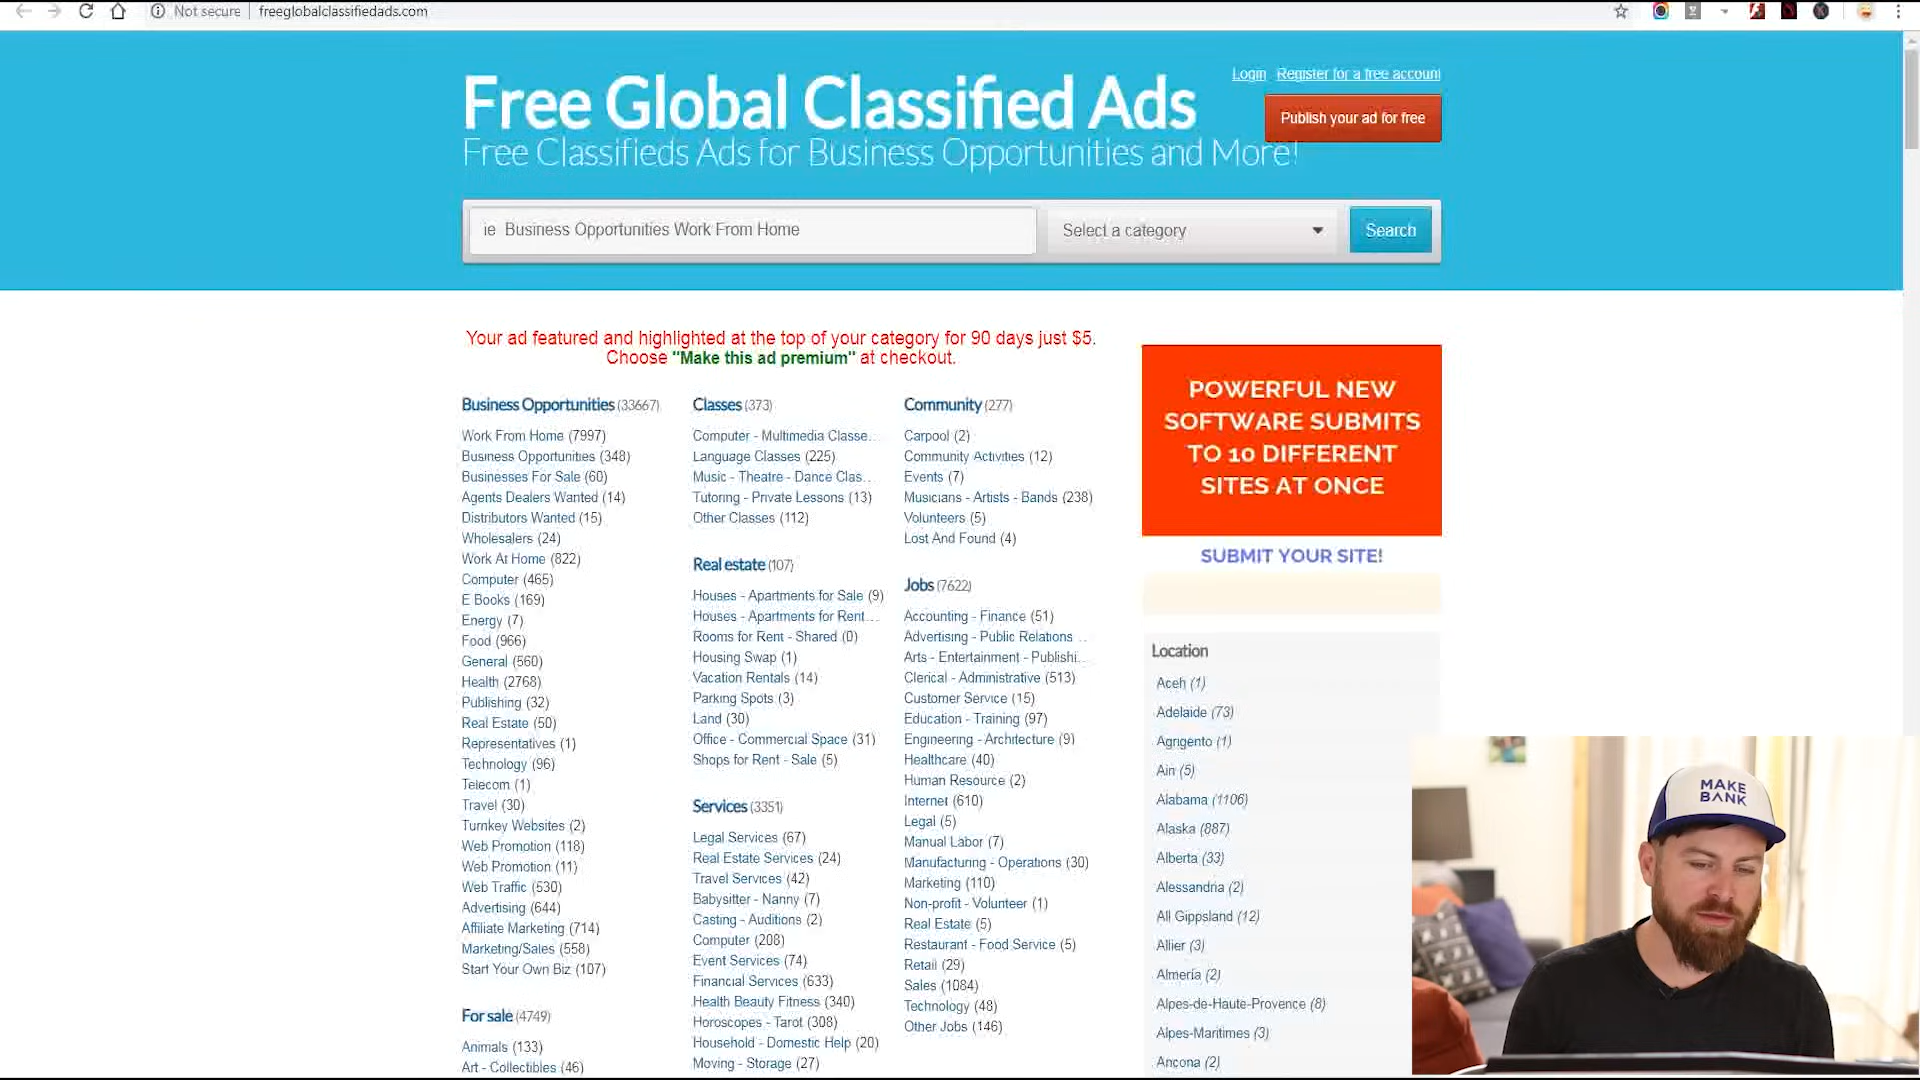 Not secure
freeglobalclassifiedads.com
Login Register for a free account
Free Global Classified Ads
Publish your ad for free
Free Classifieds Ads for Business Opportunities and More!
ie Business Opportunities Work From Home
Select a category
Search
Your ad featured and highlighted at the top of your category for 90 days just $5.
Choose "Make this ad premium" at checkout.
Business Opportunities (33667)
Work From Home (7997)
Business Opportunities (348)
Businesses For Sale (60)
Agents Dealers Wanted (14)
Distributors Wanted (15)
Wholesalers (24)
Work At Home (822)
Computer (465)
E Books (169)
Energy (7)
Food (966)
General (560)
Health (2768)
Publishing (32)
Real Estate (50)
Representatives (1)
Technology (96)
Telecom (1)
Travel (30)
Turnkey Websites (2)
Web Promotion (118)
Web Promotion (11)
Web Traffic (530)
Advertising (644)
Affiliate Marketing (714)
Marketing/Sales (558)
Start Your Own Biz (107)
For sale (4749)
Animals (133)
Art - Collectibles (46)
Classes (373)
Computer - Multimedia Classe...
Language Classes (225)
Music - Theatre - Dance Clas...
Tutoring - Private Lessons (13)
Other Classes (112)
Real estate (107)
Houses - Apartments for Sale (9)
Houses - Apartments for Rent...
Rooms for Rent - Shared (0)
Housing Swap (1)
Vacation Rentals (14)
Parking Spots (3)
Land (30)
Office - Commercial Space (31)
Shops for Rent - Sale (5)
Services (3351)
Legal Services (67)
Real Estate Services (24)
Travel Services (42)
Babysitter - Nanny (7)
Casting - Auditions (2)
Computer (208)
Event Services (74)
Financial Services (633)
Health Beauty Fitness (340)
Horoscopes - Tarot (308)
Household - Domestic Help (20)
Moving - Storage (27)
Community (277)
Carpool (2)
Community Activities (12)
Events (7)
Musicians - Artists - Bands (238)
Volunteers (5)
Lost And Found (4)
Jobs (7622)
Accounting - Finance (51)
Advertising - Public Relations ...
Arts - Entertainment - Publishi...
Clerical - Administrative (513)
Customer Service (15)
Education - Training (97)
Engineering - Architecture (9)
Healthcare (40)
Human Resource (2)
Internet (610)
Legal (5)
Manual Labor (7)
Manufacturing - Operations (30)
Marketing (110)
Non-profit - Volunteer (1)
Real Estate (5)
Restaurant - Food Service (5)
Retail (29)
Sales (1084)
Technology (48)
Other Jobs (146)
POWERFUL NEW
SOFTWARE SUBMITS
TO 10 DIFFERENT
SITES AT ONCE
SUBMIT YOUR SITE!
Location
Aceh (1)
Adelaide (73)
Agrigento (1)
Ain (5)
Alabama (1106)
Alaska (887)
Alberta (33)
Alessandria (2)
All Gippsland (12)
Allier (3)
Almería (2)
Alpes-de-Haute-Provence (8)
Alpes-Maritimes (3)
Ancona (2)
MAKE
BANK